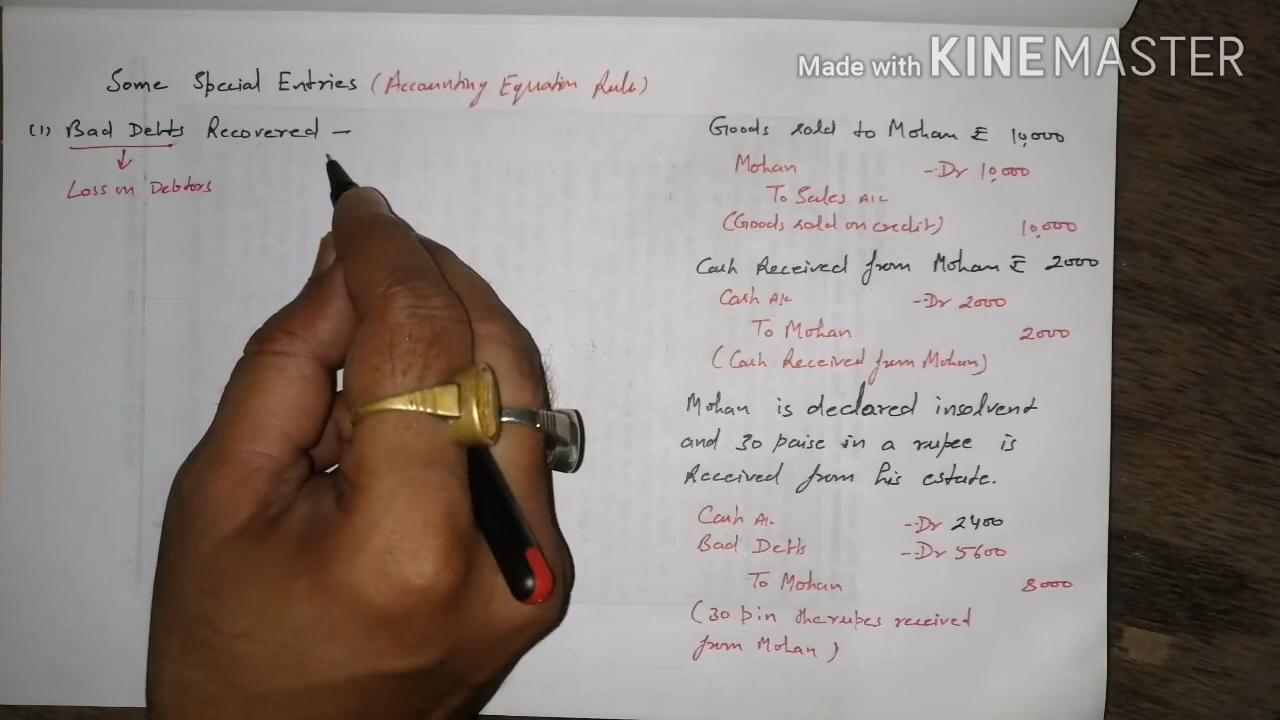 Made with KINEMASTER
Some Special Entries (Accounting Equation Rule)
(1) Bad Debts Recovered –
Loss on Debtors
Goods sold to Mohan ₹ 10,000
Mohan –Dr 10,000
To Sales A/c
(Goods sold on credit) 10,000
Cash Received from Mohan ₹ 2000
Cash A/c –Dr 2000
To Mohan 2000
(Cash Received from Mohan)
Mohan is declared insolvent
and 30 paise in a rupee is
Received from his estate.
Cash A/c –Dr 2400
Bad Debts –Dr 5600
To Mohan 8000
(30 p in the rupes received
from Mohan)